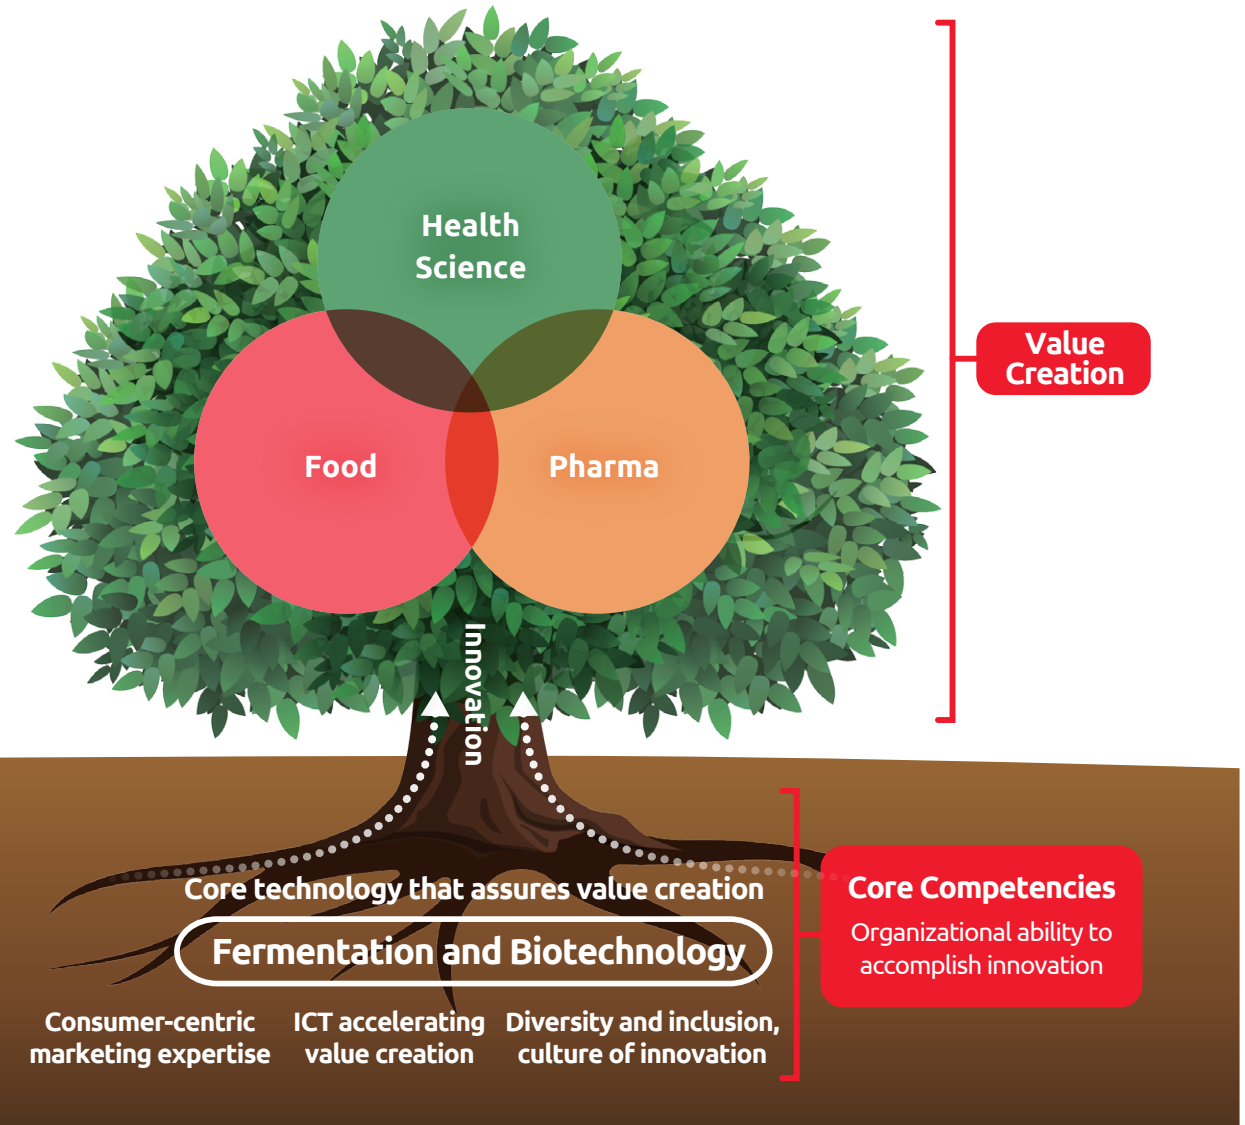 Health
Science
Food
Pharma
Value
Creation
Innovation
Core technology that assures value creation
Fermentation and Biotechnology
Core Competencies
Organizational ability to
accomplish innovation
Consumer-centric
marketing expertise
ICT accelerating
value creation
Diversity and inclusion,
culture of innovation